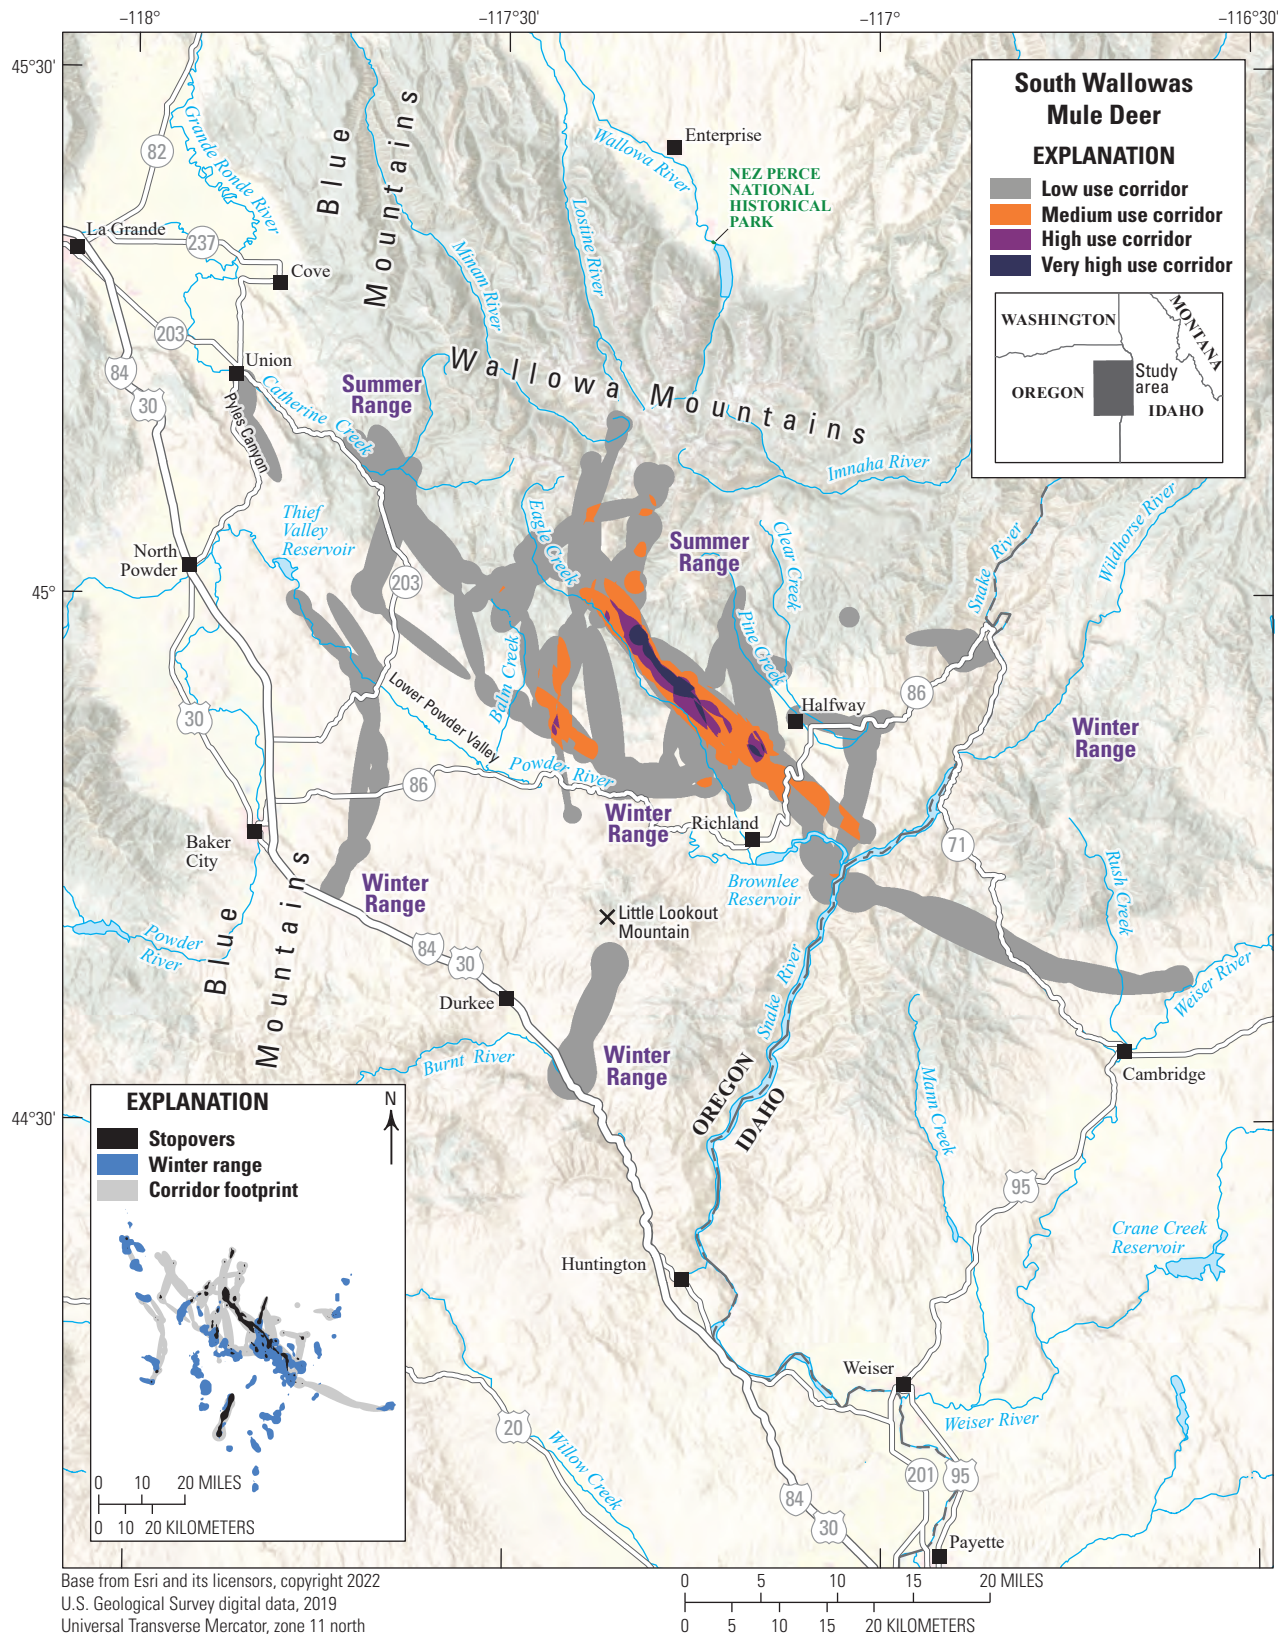 –118°
–117°30'
–117°
–116°30'
45°30'
45°
44°30'
South Wallowas
Mule Deer
EXPLANATION
Low use corridor
Medium use corridor
High use corridor
Very high use corridor
WASHINGTON
MONTANA
OREGON
IDAHO
Study
area
Blue
Mountains
Grande Ronde River
82
La Grande
237
Cove
203
Union
84
30
Pyles Canyon
Catherine Creek
Enterprise
Wallowa River
NEZ PERCE
NATIONAL
HISTORICAL
PARK
Lostine River
Minam River
Wallowa Mountains
Summer
Range
Imnaha River
Thief
Valley
Reservoir
North
Powder
203
Eagle Creek
Summer
Range
Clear Creek
Pine Creek
Snake River
Wildhorse River
Balm Creek
Lower Powder Valley
Powder River
30
86
86
Halfway
Winter
Range
Winter
Range
Richland
Baker
City
Winter
Range
Brownlee
Reservoir
71
Rush Creek
Little Lookout
Mountain
Powder
River
Blue
Mountains
84
30
Durkee
Snake River
Weiser River
Burnt River
Winter
Range
OREGON
IDAHO
Mann Creek
Cambridge
95
Crane Creek
Reservoir
Huntington
Weiser
Weiser River
20
Willow Creek
84
30
201
95
Payette
EXPLANATION
N
Stopovers
Winter range
Corridor footprint
0 10 20 MILES
0 10 20 KILOMETERS
Base from Esri and its licensors, copyright 2022
U.S. Geological Survey digital data, 2019
Universal Transverse Mercator, zone 11 north
0 5 10 15 20 MILES
0 5 10 15 20 KILOMETERS